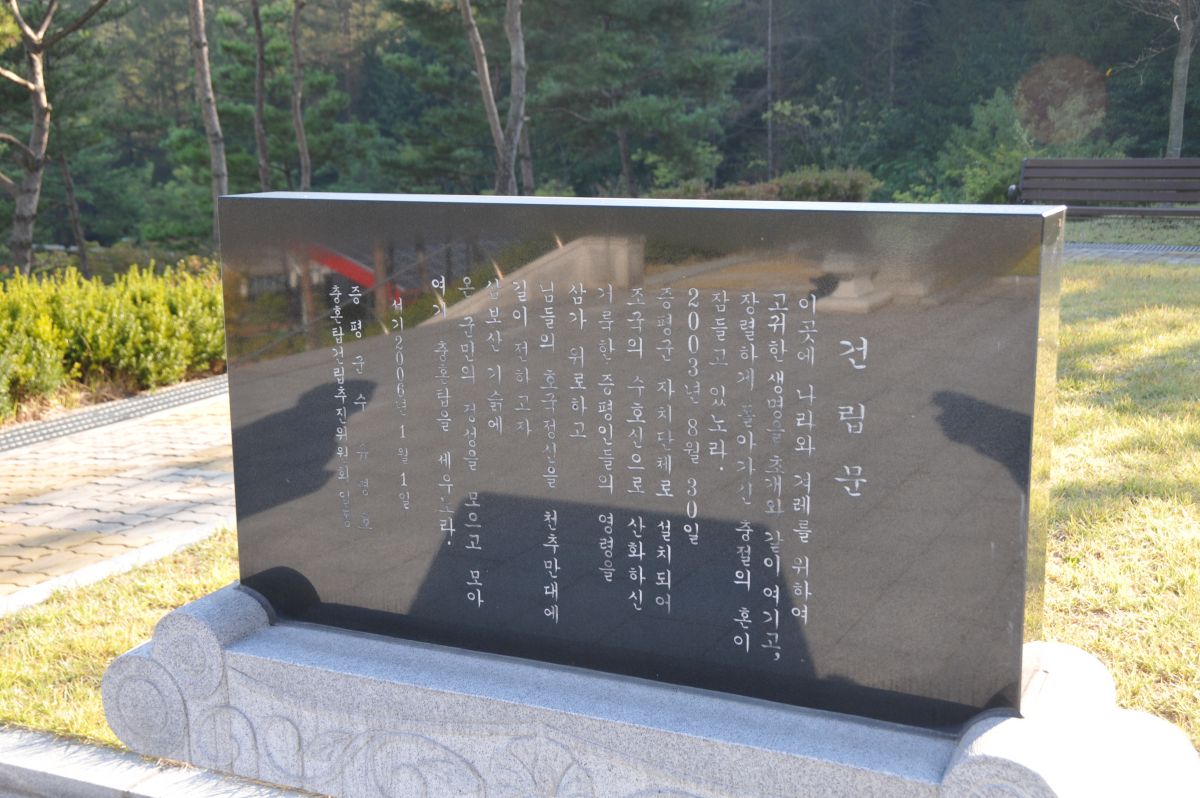 건립문
이곳에 나라와 겨레를 위하여
고귀한 생명을 초개와 같이 여기고,
장렬하게 돌아가신 충절의 혼이
잠들고 있노라.
2003년 8월 30일
증평군 자치단체로 설치되어
조국의 수호신으로 산화하신
거룩한 증평인들의 영령을
삼가 위로하고
님들의 호국정신을 천추만대에
길이 전하고자
삼보산 기슭에
온 군민의 정성을 모으고 모아
여기 충혼탑을 세우노라.
서기 2006년 1월 1일
증평군수 유명호
충혼탑건립추진위원회 일동